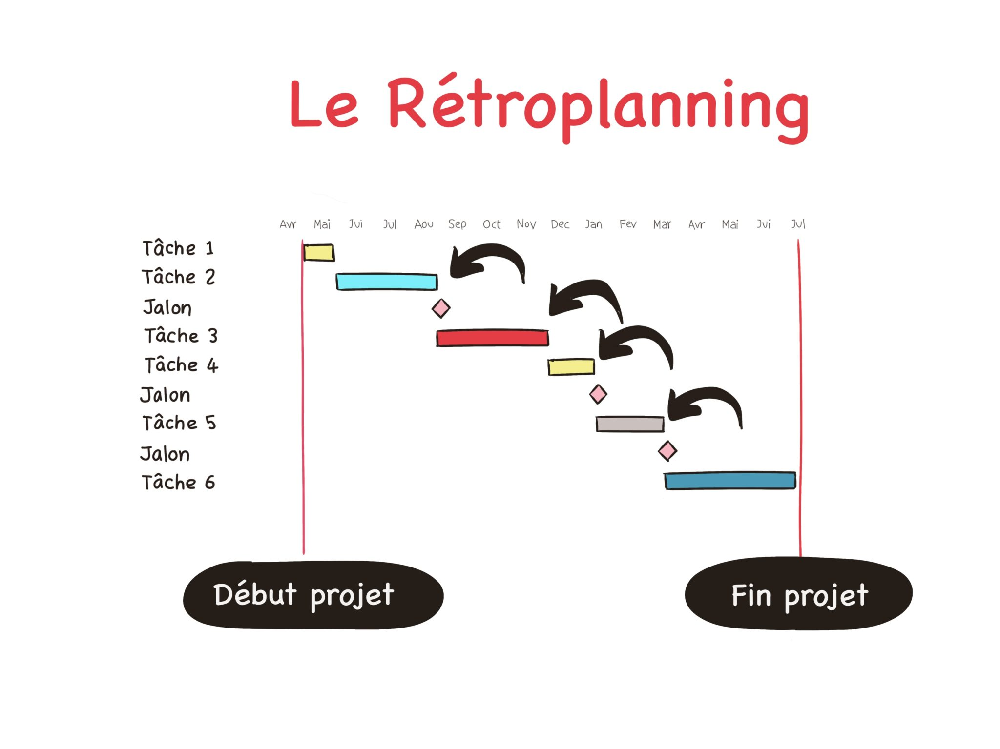 Le Rétroplanning
Avr Mai Jui Jul Aou Sep Oct Nov Dec Jan Fev Mar Avr Mai Jui Jul
Tâche 1
Tâche 2
Jalon
Tâche 3
Tâche 4
Jalon
Tâche 5
Jalon
Tâche 6
Début projet
Fin projet